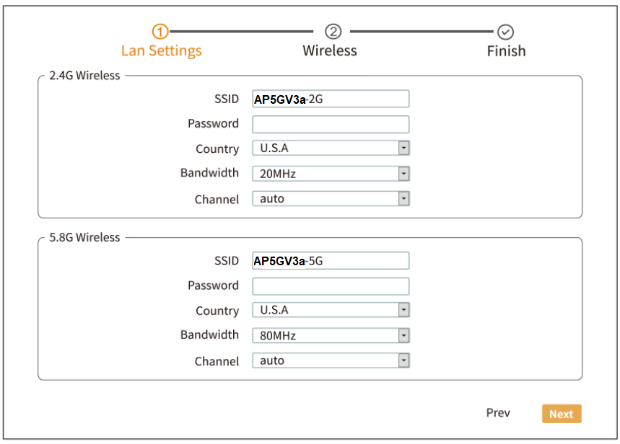 1 2
Lan Settings Wireless Finish
2.4G Wireless
SSID AP5GV3a-2G
Password
Country U.S.A
Bandwidth 20MHz
Channel auto
5.8G Wireless
SSID AP5GV3a-5G
Password
Country U.S.A
Bandwidth 80MHz
Channel auto
Prev Next